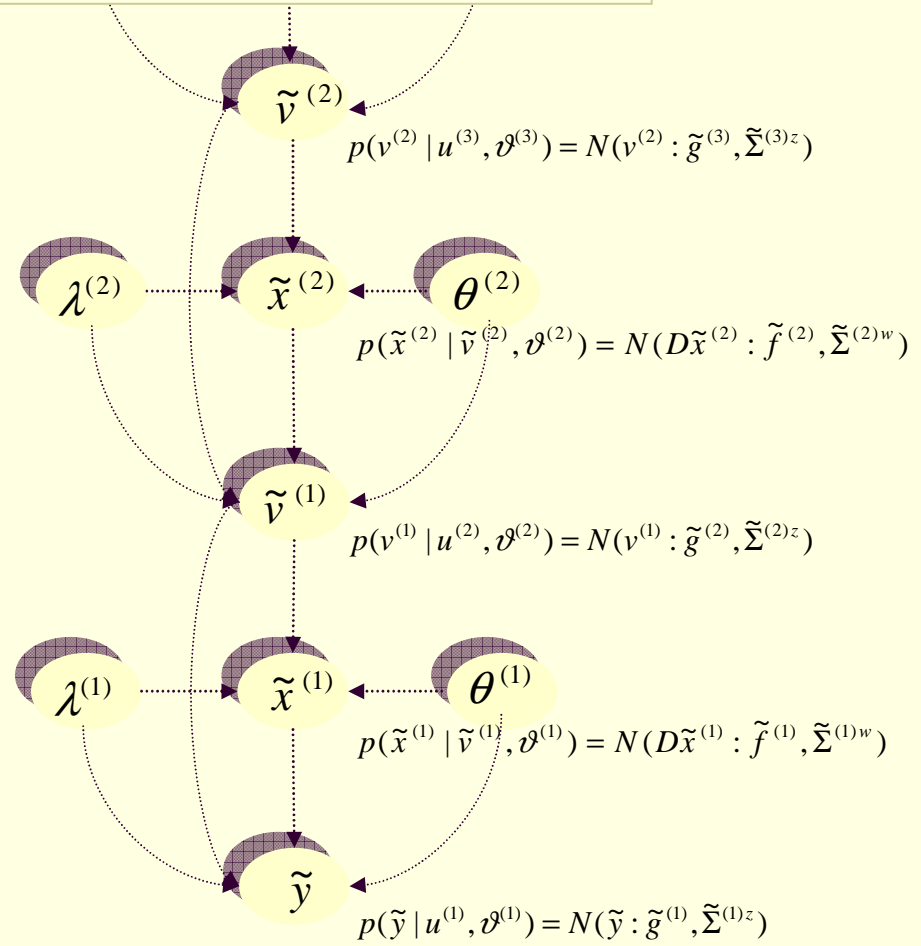 ṽ⁽²⁾
p(v⁽²⁾ | u⁽³⁾, ϑ⁽³⁾) = N(v⁽²⁾ : g̃⁽³⁾, Σ̃⁽³⁾ᶻ)
λ⁽²⁾ x̃⁽²⁾ θ⁽²⁾
p(x̃⁽²⁾ | ṽ⁽²⁾, ϑ⁽²⁾) = N(Dx̃⁽²⁾ : f̃⁽²⁾, Σ̃⁽²⁾ʷ)
ṽ⁽¹⁾
p(v⁽¹⁾ | u⁽²⁾, ϑ⁽²⁾) = N(v⁽¹⁾ : g̃⁽²⁾, Σ̃⁽²⁾ᶻ)
λ⁽¹⁾ x̃⁽¹⁾ θ⁽¹⁾
p(x̃⁽¹⁾ | ṽ⁽¹⁾, ϑ⁽¹⁾) = N(Dx̃⁽¹⁾ : f̃⁽¹⁾, Σ̃⁽¹⁾ʷ)
ỹ
p(ỹ | u⁽¹⁾, ϑ⁽¹⁾) = N(ỹ : g̃⁽¹⁾, Σ̃⁽¹⁾ᶻ)